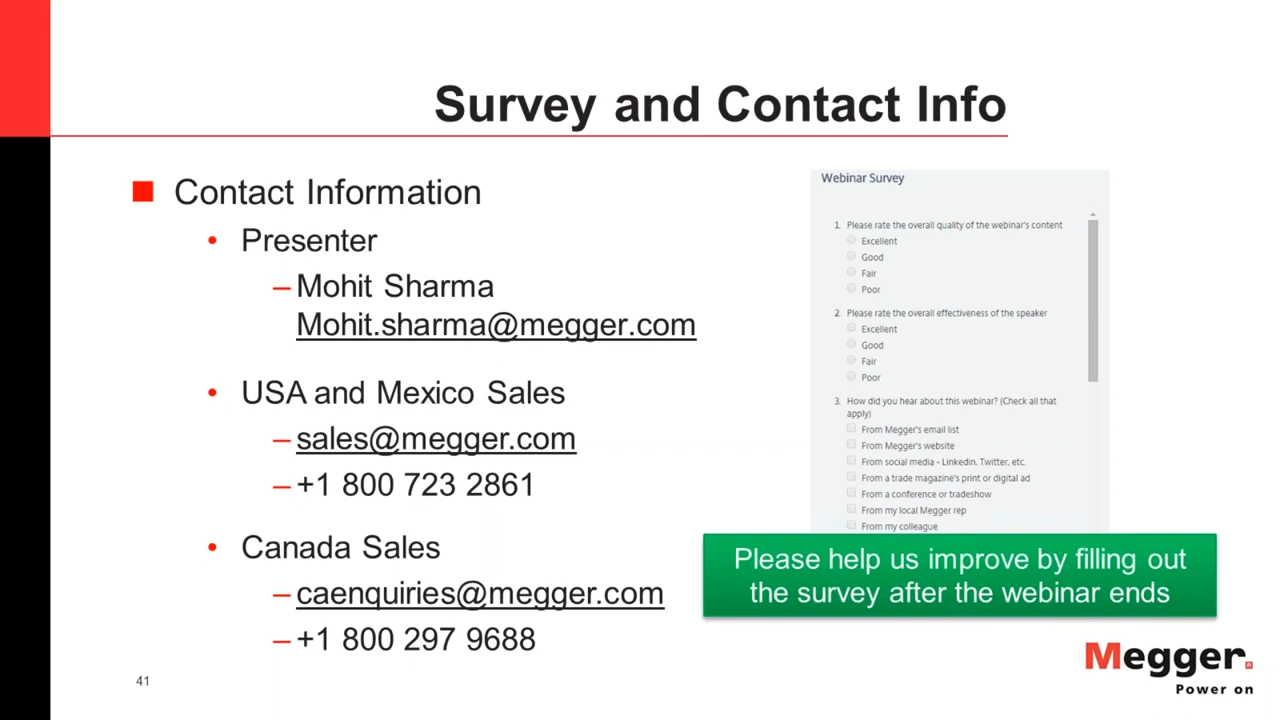 Survey and Contact Info
Contact Information
• Presenter
– Mohit Sharma
Mohit.sharma@megger.com
• USA and Mexico Sales
– sales@megger.com
– +1 800 723 2861
• Canada Sales
– caenquiries@megger.com
– +1 800 297 9688
Webinar Survey
1. Please rate the overall quality of the webinar's content
Excellent
Good
Fair
Poor
2. Please rate the overall effectiveness of the speaker
Excellent
Good
Fair
Poor
3. How did you hear about this webinar? (Check all that
apply)
From Megger's email list
From Megger's website
From social media - Linkedin, Twitter, etc.
From a trade magazine's print or digital ad
From a conference or tradeshow
From my local Megger rep
From my colleague
Please help us improve by filling out
the survey after the webinar ends
Megger
Power on
41